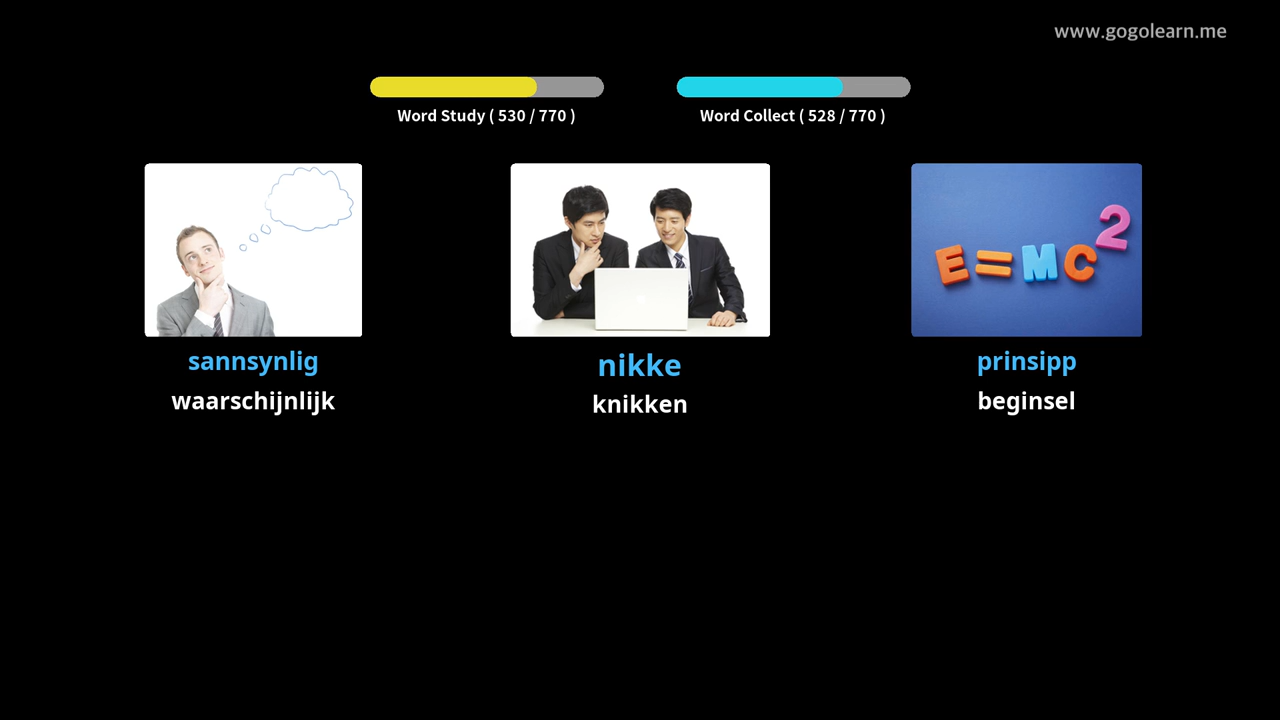 www.gogolearn.me
Word Study ( 530 / 770 )
Word Collect ( 528 / 770 )
E=MC2
sannsynlig
nikke
prinsipp
waarschijnlijk
knikken
beginsel